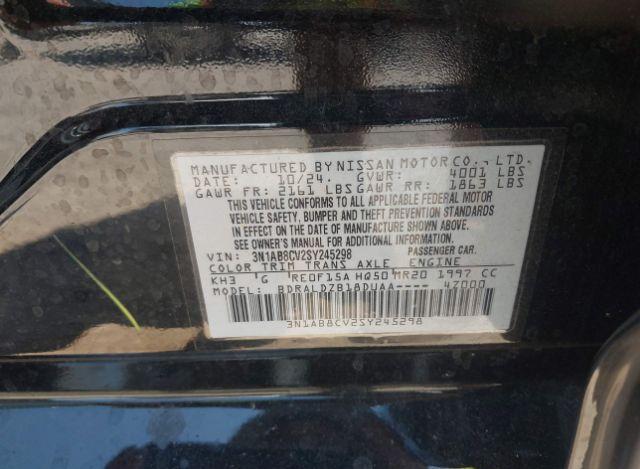 MANUFACTURED BY NISSAN MOTOR CO., LTD.
DATE: 10/24. GVWR: 4001 LBS
GAWR FR: 2161 LBS GAWR RR: 1863 LBS
THIS VEHICLE CONFORMS TO ALL APPLICABLE FEDERAL MOTOR
VEHICLE SAFETY, BUMPER AND THEFT PREVENTION STANDARDS
IN EFFECT ON THE DATE OF MANUFACTURE SHOWN ABOVE.
SEE OWNER'S MANUAL FOR ADDITIONAL INFORMATION.
VIN: 3N1AB8CV2SY245298 PASSENGER CAR.
COLOR TRIM TRANS AXLE ENGINE
KH3 G RE0F15A HQ50 MR20 1997 CC
MODEL: BDRALDZB18DUAA---- 47000
3N1AB8CV2SY245298